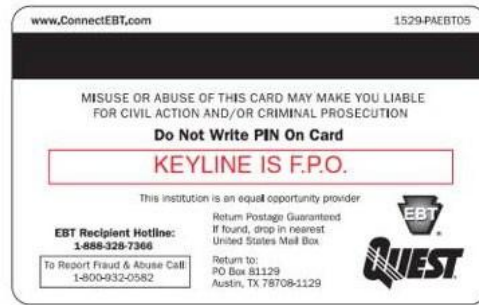 www.ConnectEBT.com 1529-PAEBT05
MISUSE OR ABUSE OF THIS CARD MAY MAKE YOU LIABLE
FOR CIVIL ACTION AND/OR CRIMINAL PROSECUTION
Do Not Write PIN On Card
KEYLINE IS F.P.O.
This institution is an equal opportunity provider
EBT Recipient Hotline:
1-888-328-7366
To Report Fraud & Abuse Call:
1-800-932-0582
Return Postage Guaranteed
If found, drop in nearest
United States Mail Box
Return to:
PO Box 81129
Austin, TX 78708-1129
EBT
®
QUEST